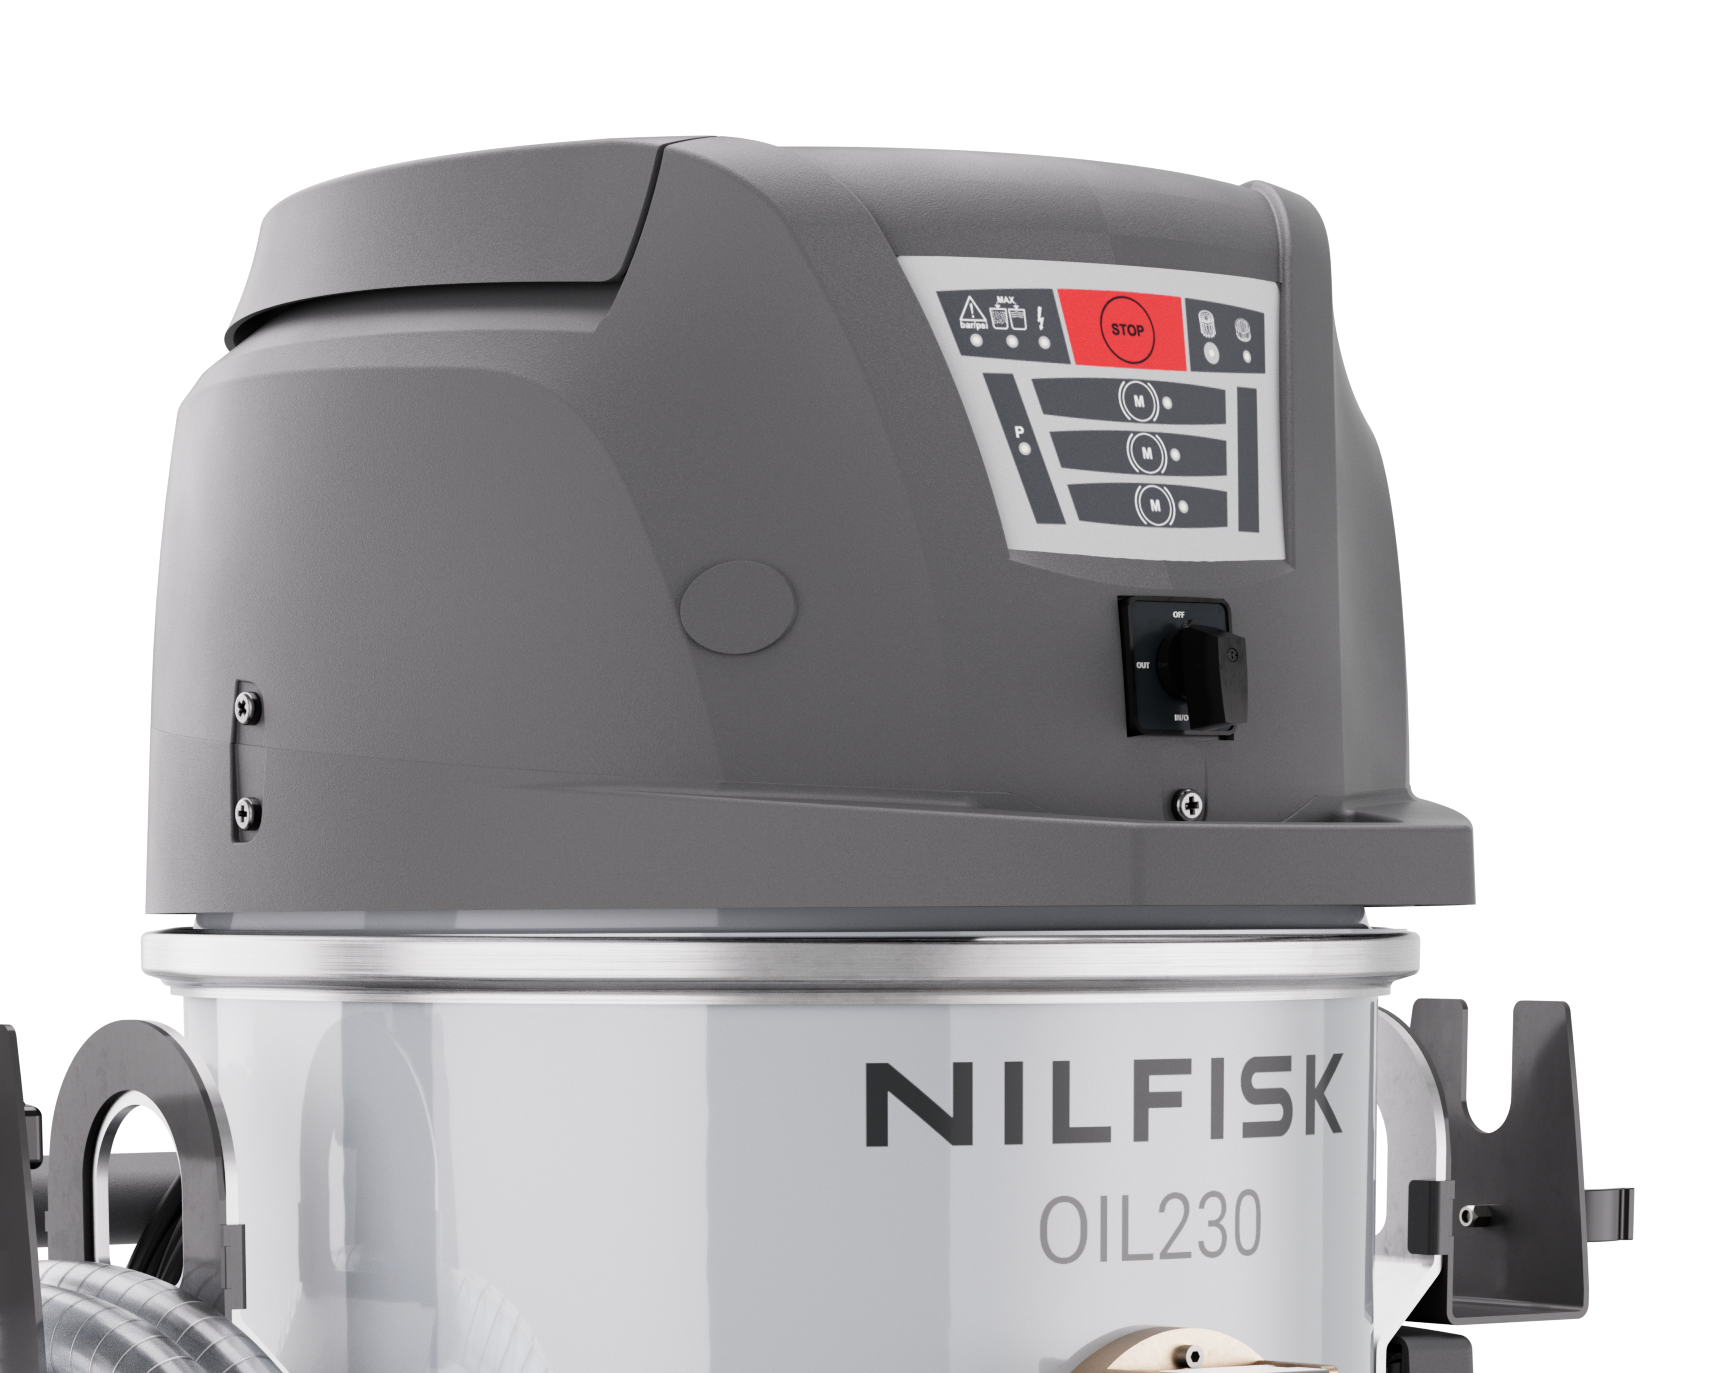 MAX
bar/psi
STOP
P
M
M
M
OFF
OUT
NILFISK
OIL230